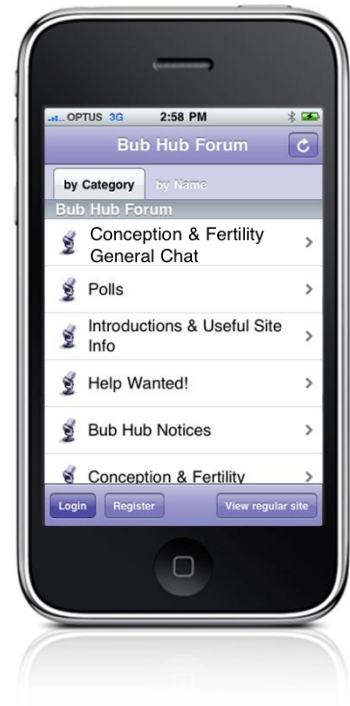 OPTUS 3G 2:58 PM
Bub Hub Forum
by Category by Name
Bub Hub Forum
Conception & Fertility
General Chat
Polls
Introductions & Useful Site
Info
Help Wanted!
Bub Hub Notices
Conception & Fertility
Login Register View regular site